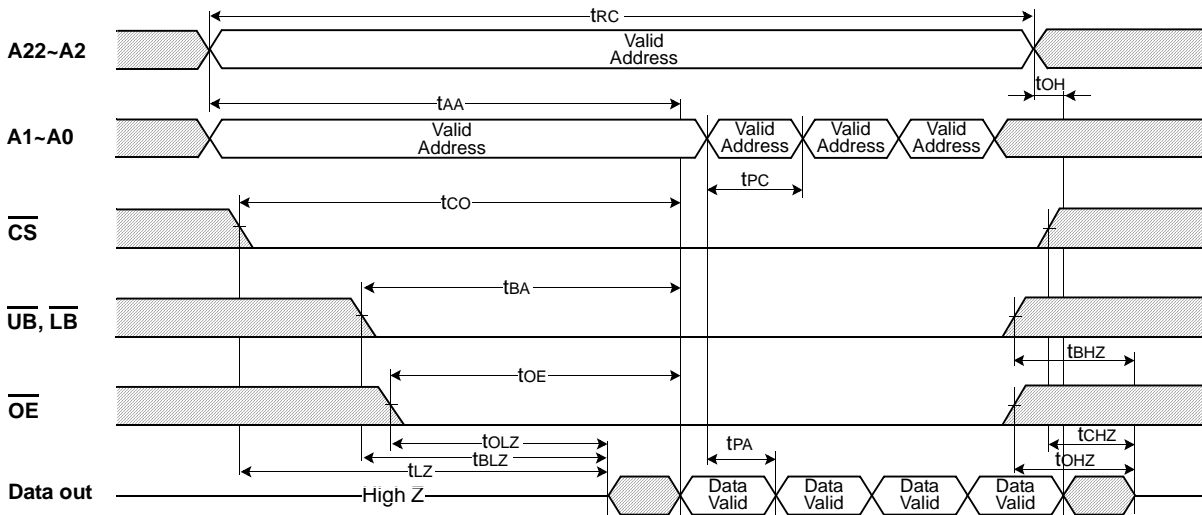 tRC
A22~A2
Valid
Address
tOH
tAA
A1~A0
Valid
Address
Valid
Address
Valid
Address
Valid
Address
tPC
tCO
CS
tBA
UB, LB
tBHZ
tOE
OE
tOLZ
tBLZ
tLZ
tPA
tCHZ
tOHZ
Data out
High Z
Data
Valid
Data
Valid
Data
Valid
Data
Valid